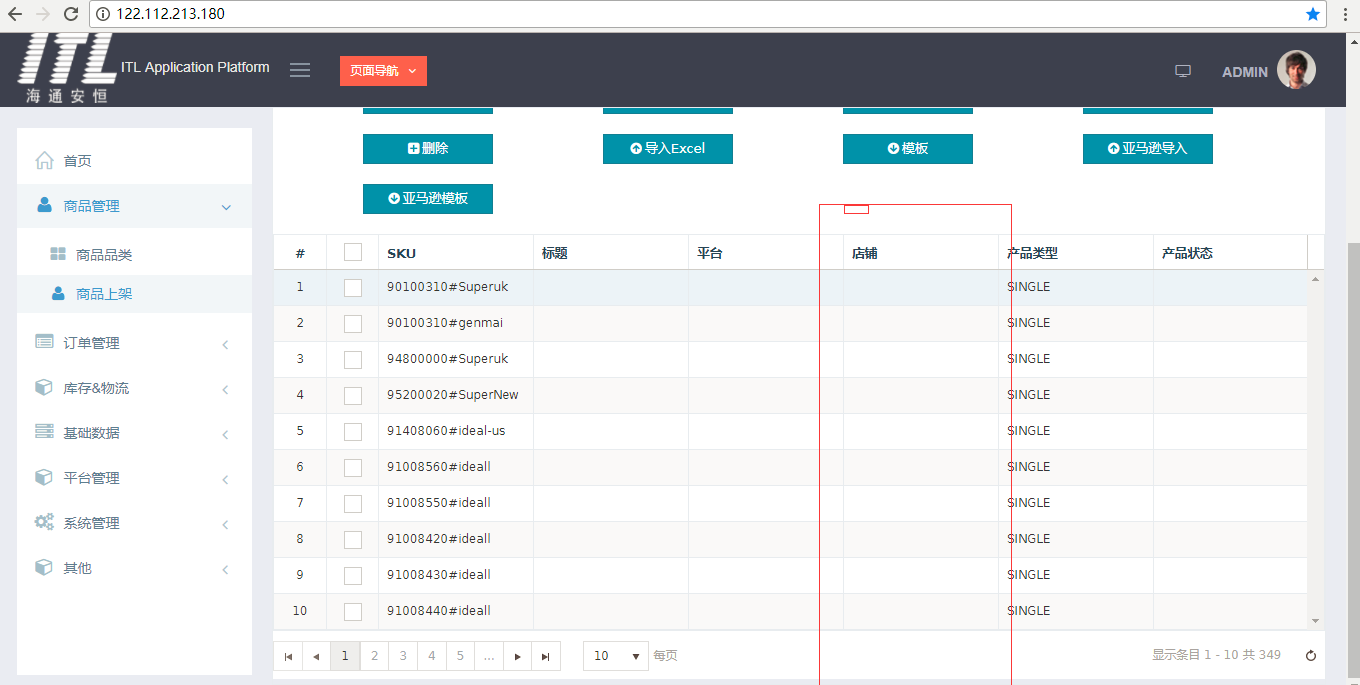 122.112.213.180
ITL
海通安恒
ITL Application Platform
页面导航
ADMIN
首页
商品管理
商品品类
商品上架
订单管理
库存&物流
基础数据
平台管理
系统管理
其他
删除 导入Excel 模板 亚马逊导入
亚马逊模板
# SKU 标题 平台 店铺 产品类型 产品状态
1 90100310#Superuk SINGLE
2 90100310#genmai SINGLE
3 94800000#Superuk SINGLE
4 95200020#SuperNew SINGLE
5 91408060#ideal-us SINGLE
6 91008560#ideall SINGLE
7 91008550#ideall SINGLE
8 91008420#ideall SINGLE
9 91008430#ideall SINGLE
10 91008440#ideall SINGLE
1 2 3 4 5 ... 10 每页 显示条目 1 - 10 共 349